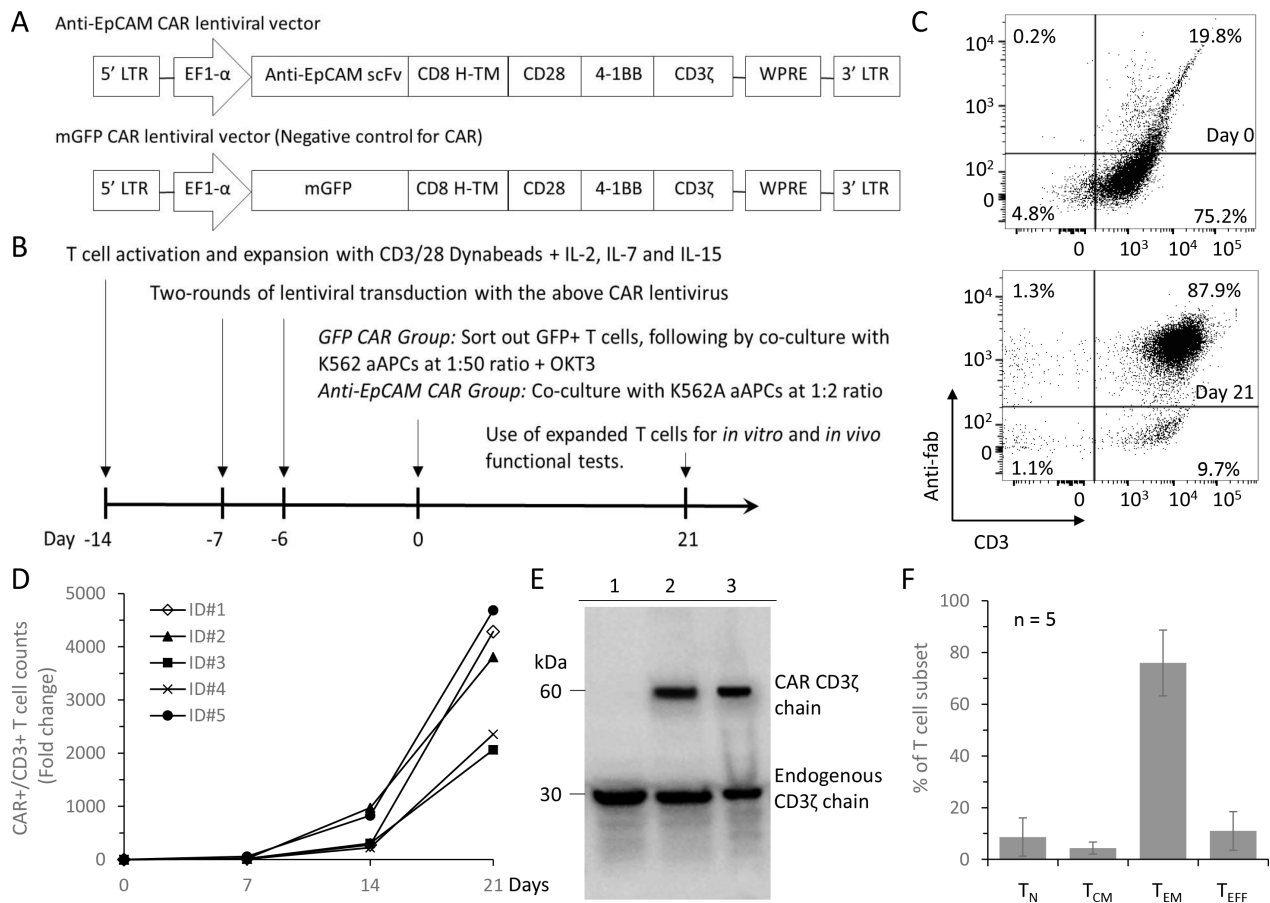 A
Anti-EpCAM CAR lentiviral vector
5' LTR EF1-α Anti-EpCAM scFv CD8 H-TM CD28 4-1BB CD3ζ WPRE 3' LTR
mGFP CAR lentiviral vector (Negative control for CAR)
5' LTR EF1-α mGFP CD8 H-TM CD28 4-1BB CD3ζ WPRE 3' LTR
B
T cell activation and expansion with CD3/28 Dynabeads + IL-2, IL-7 and IL-15
Two-rounds of lentiviral transduction with the above CAR lentivirus
GFP CAR Group: Sort out GFP+ T cells, following by co-culture with
K562 aAPCs at 1:50 ratio + OKT3
Anti-EpCAM CAR Group: Co-culture with K562A aAPCs at 1:2 ratio
Use of expanded T cells for in vitro and in vivo
functional tests.
Day -14 -7 -6 0 21
C
0.2% 19.8%
10⁴
10³
Day 0
10²
0
4.8% 75.2%
0 10³ 10⁴ 10⁵
1.3% 87.9%
10⁴
10³
Day 21
10²
0
1.1% 9.7%
0 10³ 10⁴ 10⁵
Anti-fab
CD3
D
CAR+/CD3+ T cell counts
(Fold change)
5000
4000
3000
2000
1000
0
ID#1
ID#2
ID#3
ID#4
ID#5
0 7 14 21 Days
E
1 2 3
kDa
60
30
CAR CD3ζ
chain
Endogenous
CD3ζ chain
F
% of T cell subset
100
80
60
40
20
0
n = 5
T_N T_CM T_EM T_EFF